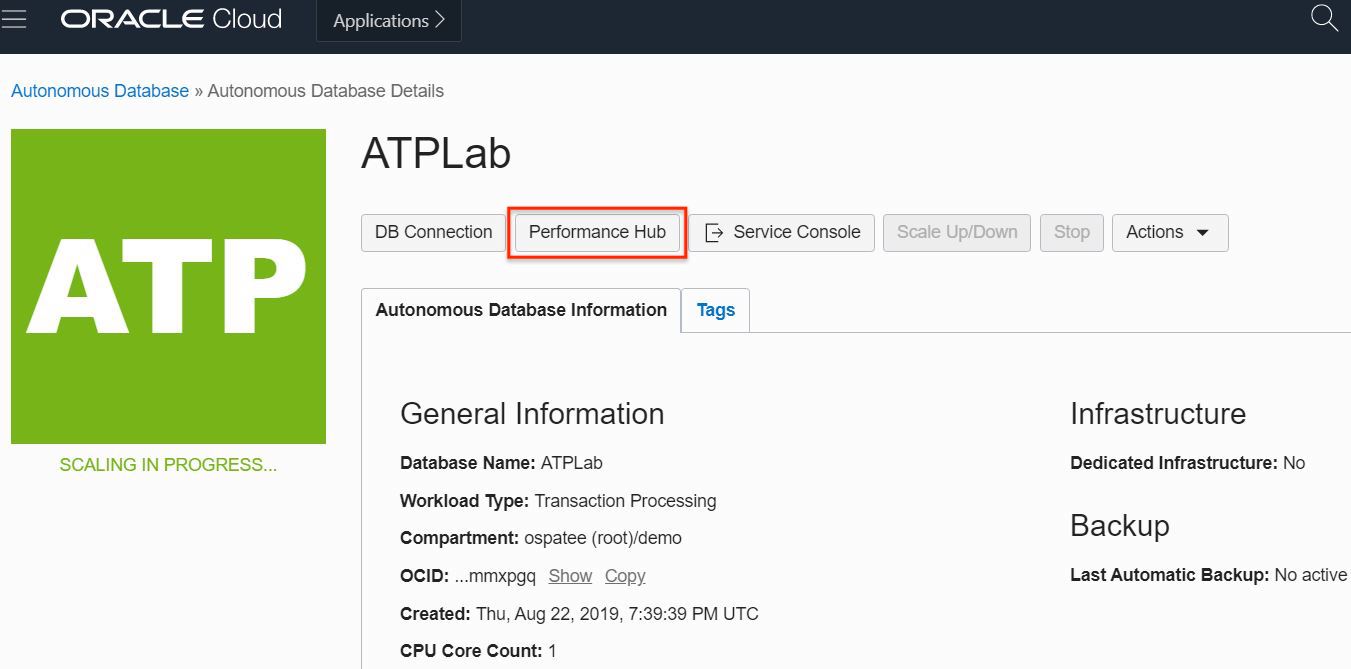 ORACLE Cloud
Applications
Autonomous Database » Autonomous Database Details
ATP
SCALING IN PROGRESS...
ATPLab
DB Connection Performance Hub Service Console Scale Up/Down Stop Actions
Autonomous Database Information Tags
General Information
Database Name: ATPLab
Workload Type: Transaction Processing
Compartment: ospatee (root)/demo
OCID: ...mmxpgq Show Copy
Created: Thu, Aug 22, 2019, 7:39:39 PM UTC
CPU Core Count: 1
Infrastructure
Dedicated Infrastructure: No
Backup
Last Automatic Backup: No active